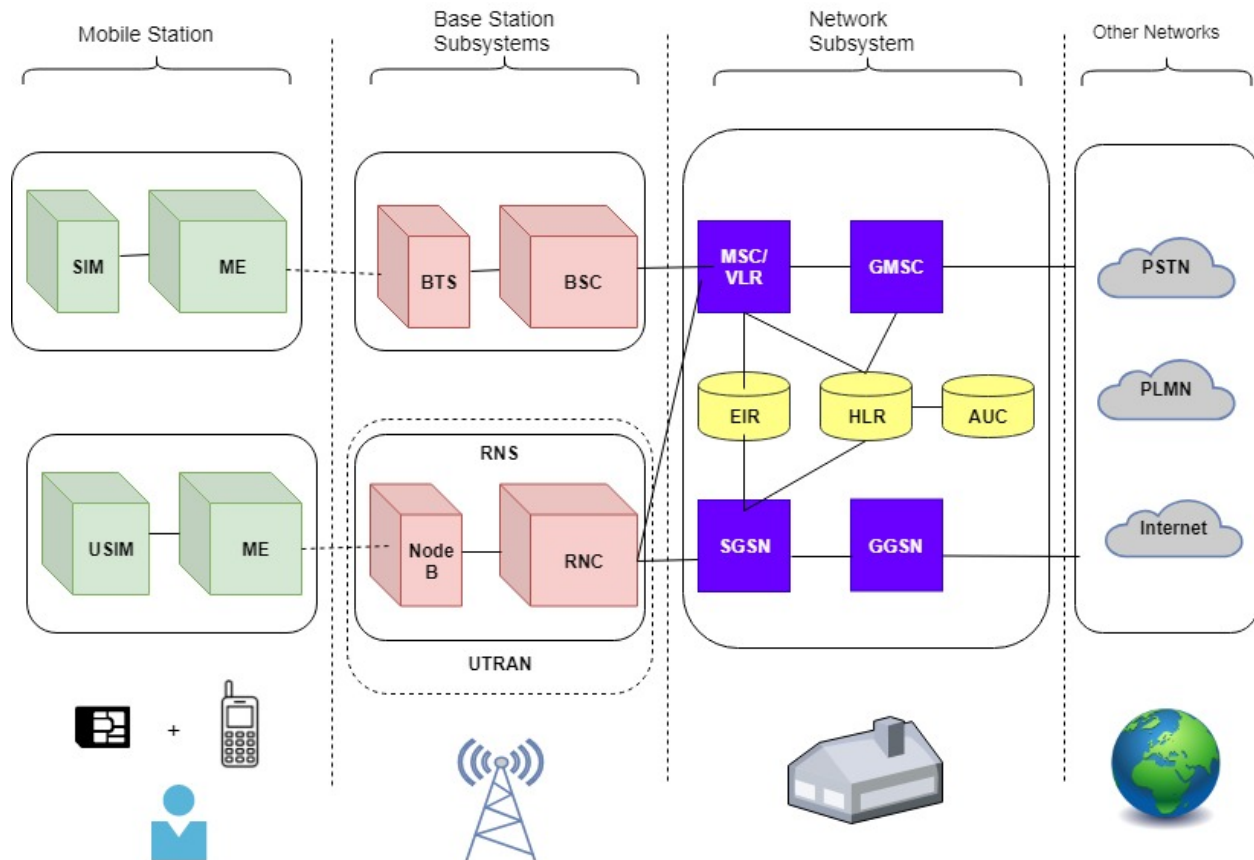 Mobile Station
Base Station
Subsystems
Network
Subsystem
Other Networks
SIM
ME
BTS
BSC
MSC/
VLR
GMSC
PSTN
EIR
HLR
AUC
PLMN
RNS
USIM
ME
Node
B
RNC
SGSN
GGSN
Internet
UTRAN
+